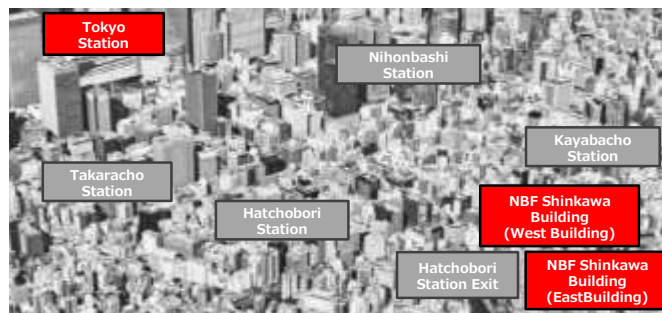 Tokyo
Station
Nihonbashi
Station
Kayabacho
Station
Takaracho
Station
NBF Shinkawa
Building
(West Building)
Hatchobori
Station
Hatchobori
Station Exit
NBF Shinkawa
Building
(EastBuilding)